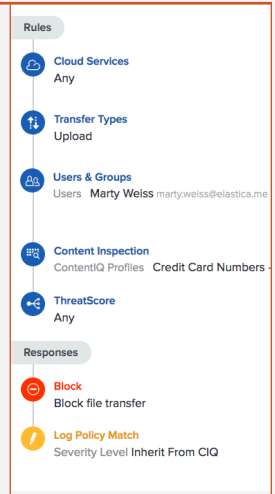 Rules
Cloud Services
Any
Transfer Types
Upload
Users & Groups
Users Marty Weiss marty.weiss@elastica.me
Content Inspection
ContentIQ Profiles Credit Card Numbers -
ThreatScore
Any
Responses
Block
Block file transfer
Log Policy Match
Severity Level Inherit From CIQ